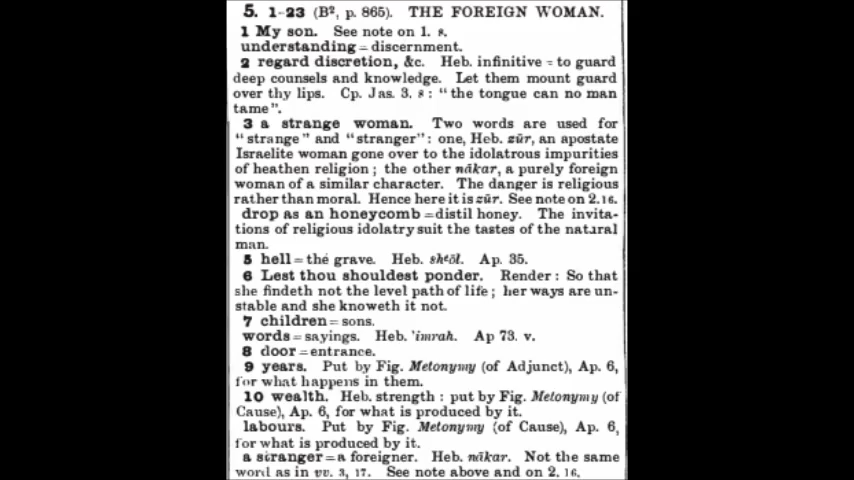 5. 1-23 (B², p. 865). THE FOREIGN WOMAN.
1 My son. See note on 1. 8.
understanding = discernment.
2 regard discretion, &c. Heb. infinitive = to guard
deep counsels and knowledge. Let them mount guard
over thy lips. Cp. Jas. 3. 8 : "the tongue can no man
tame".
3 a strange woman. Two words are used for
"strange" and "stranger": one, Heb. zūr, an apostate
Israelite woman gone over to the idolatrous impurities
of heathen religion ; the other nākar, a purely foreign
woman of a similar character. The danger is religious
rather than moral. Hence here it is zūr. See note on 2.16.
drop as an honeycomb = distil honey. The invita-
tions of religious idolatry suit the tastes of the natural
man.
5 hell = the grave. Heb. sheōl. Ap. 35.
6 Lest thou shouldest ponder. Render : So that
she findeth not the level path of life ; her ways are un-
stable and she knoweth it not.
7 children = sons.
words = sayings. Heb. 'imrah. Ap 73. v.
8 door = entrance.
9 years. Put by Fig. Metonymy (of Adjunct), Ap. 6,
for what happens in them.
10 wealth. Heb. strength : put by Fig. Metonymy (of
Cause), Ap. 6, for what is produced by it.
labours. Put by Fig. Metonymy (of Cause), Ap. 6,
for what is produced by it.
a stranger = a foreigner. Heb. nākar. Not the same
word as in vv. 3, 17. See note above and on 2. 16.